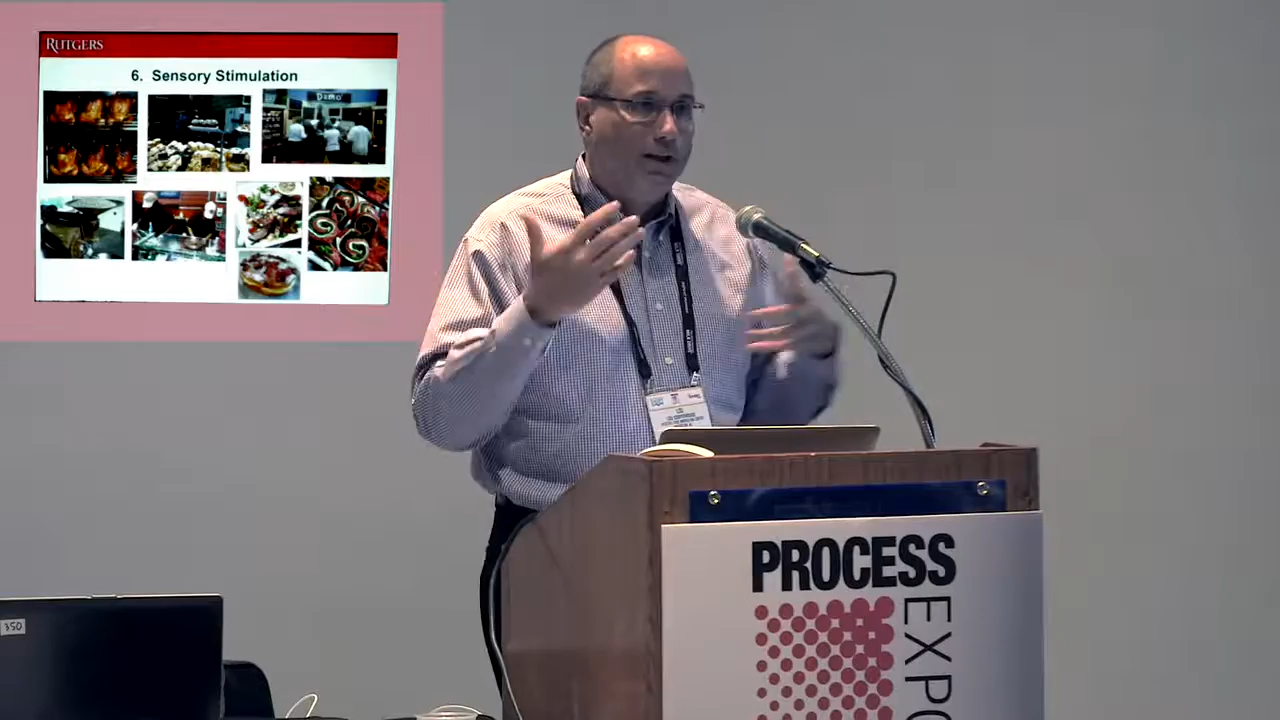 RUTGERS
6. Sensory Stimulation
Demo
350
PROCESS
EXPO